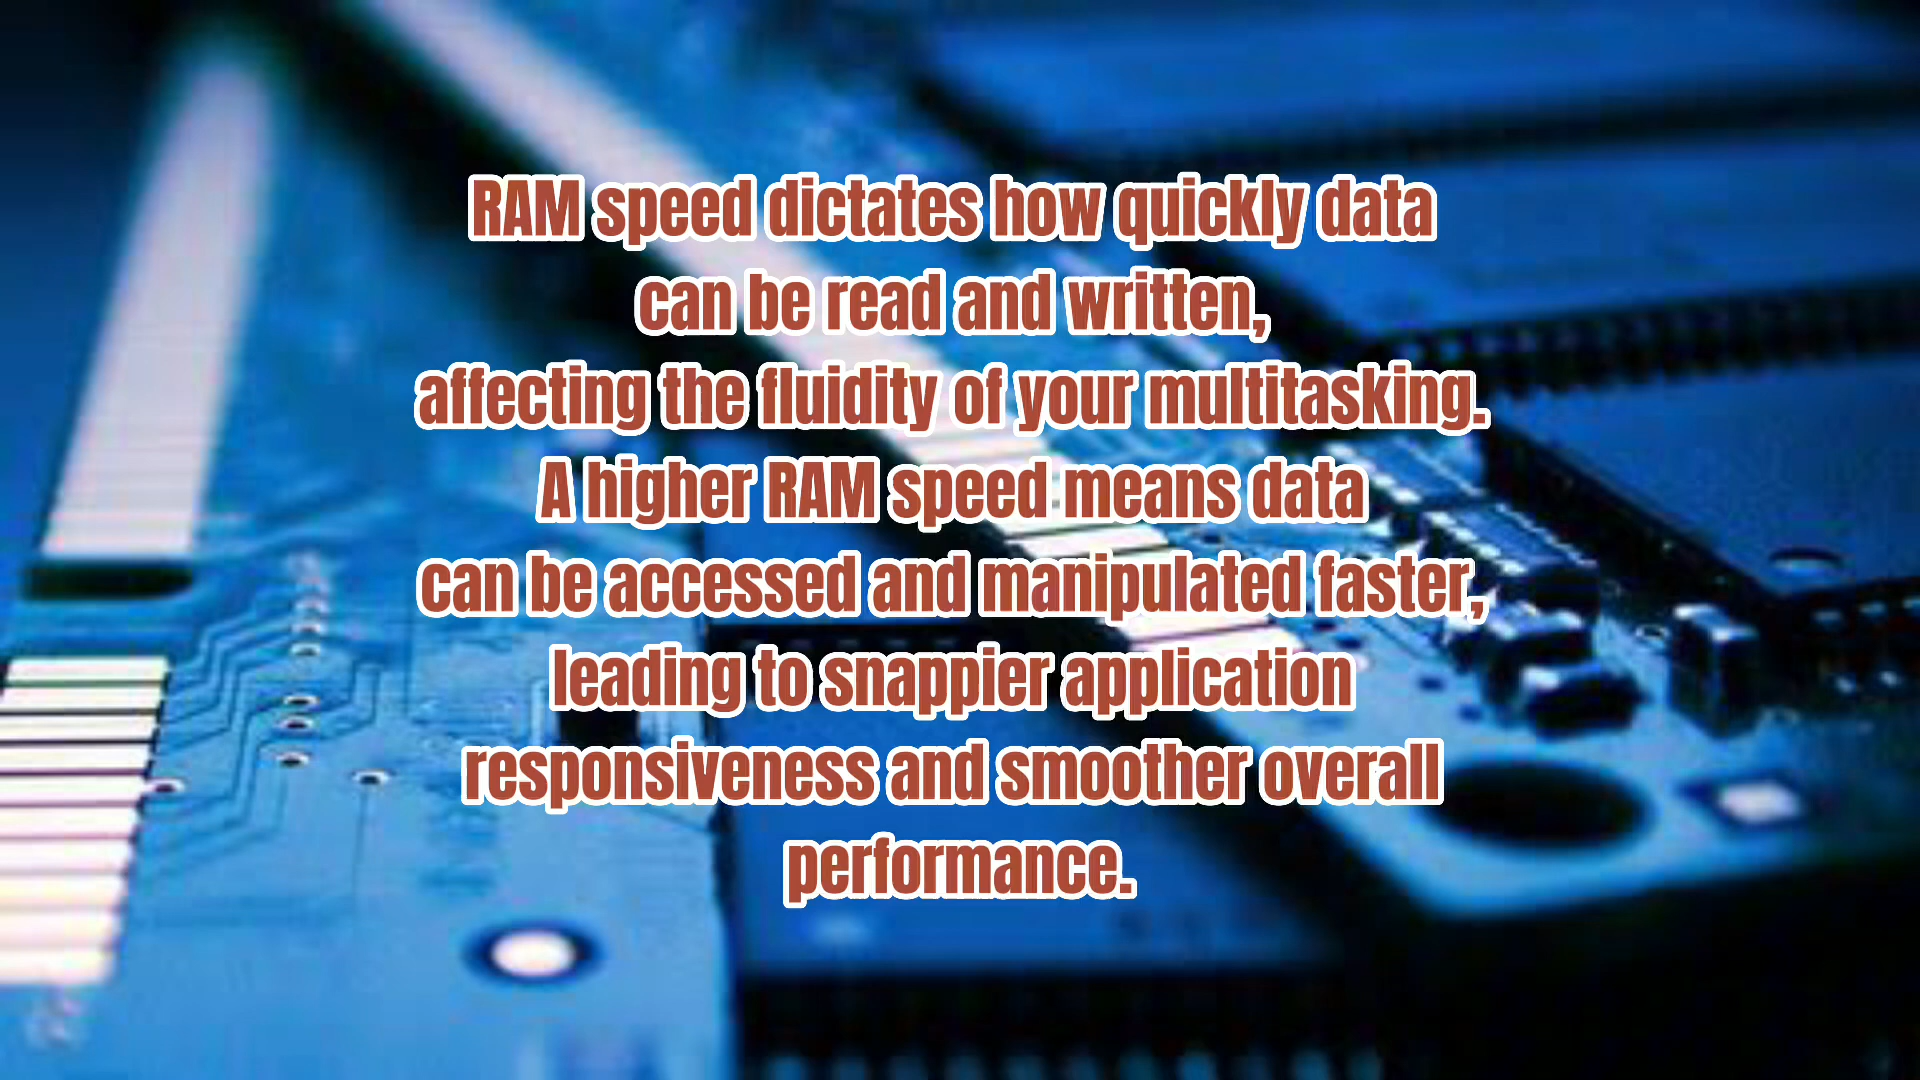 RAM speed dictates how quickly data
can be read and written,
affecting the fluidity of your multitasking.
A higher RAM speed means data
can be accessed and manipulated faster,
leading to snappier application
responsiveness and smoother overall
performance.